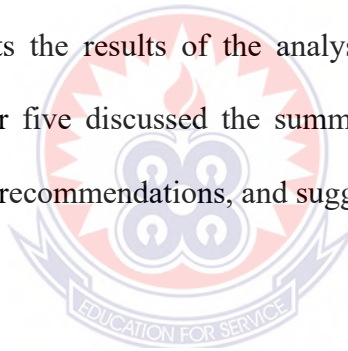 ts the results of the analys
r five discussed the summ
recommendations, and sugg
EDUCATION FOR SERVICE